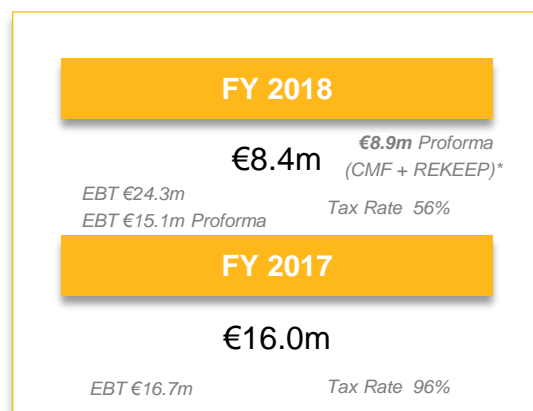 FY 2018
€8.4m
€8.9m Proforma
(CMF + REKEEP)*
EBT €24.3m
EBT €15.1m Proforma
Tax Rate 56%
FY 2017
€16.0m
EBT €16.7m
Tax Rate 96%